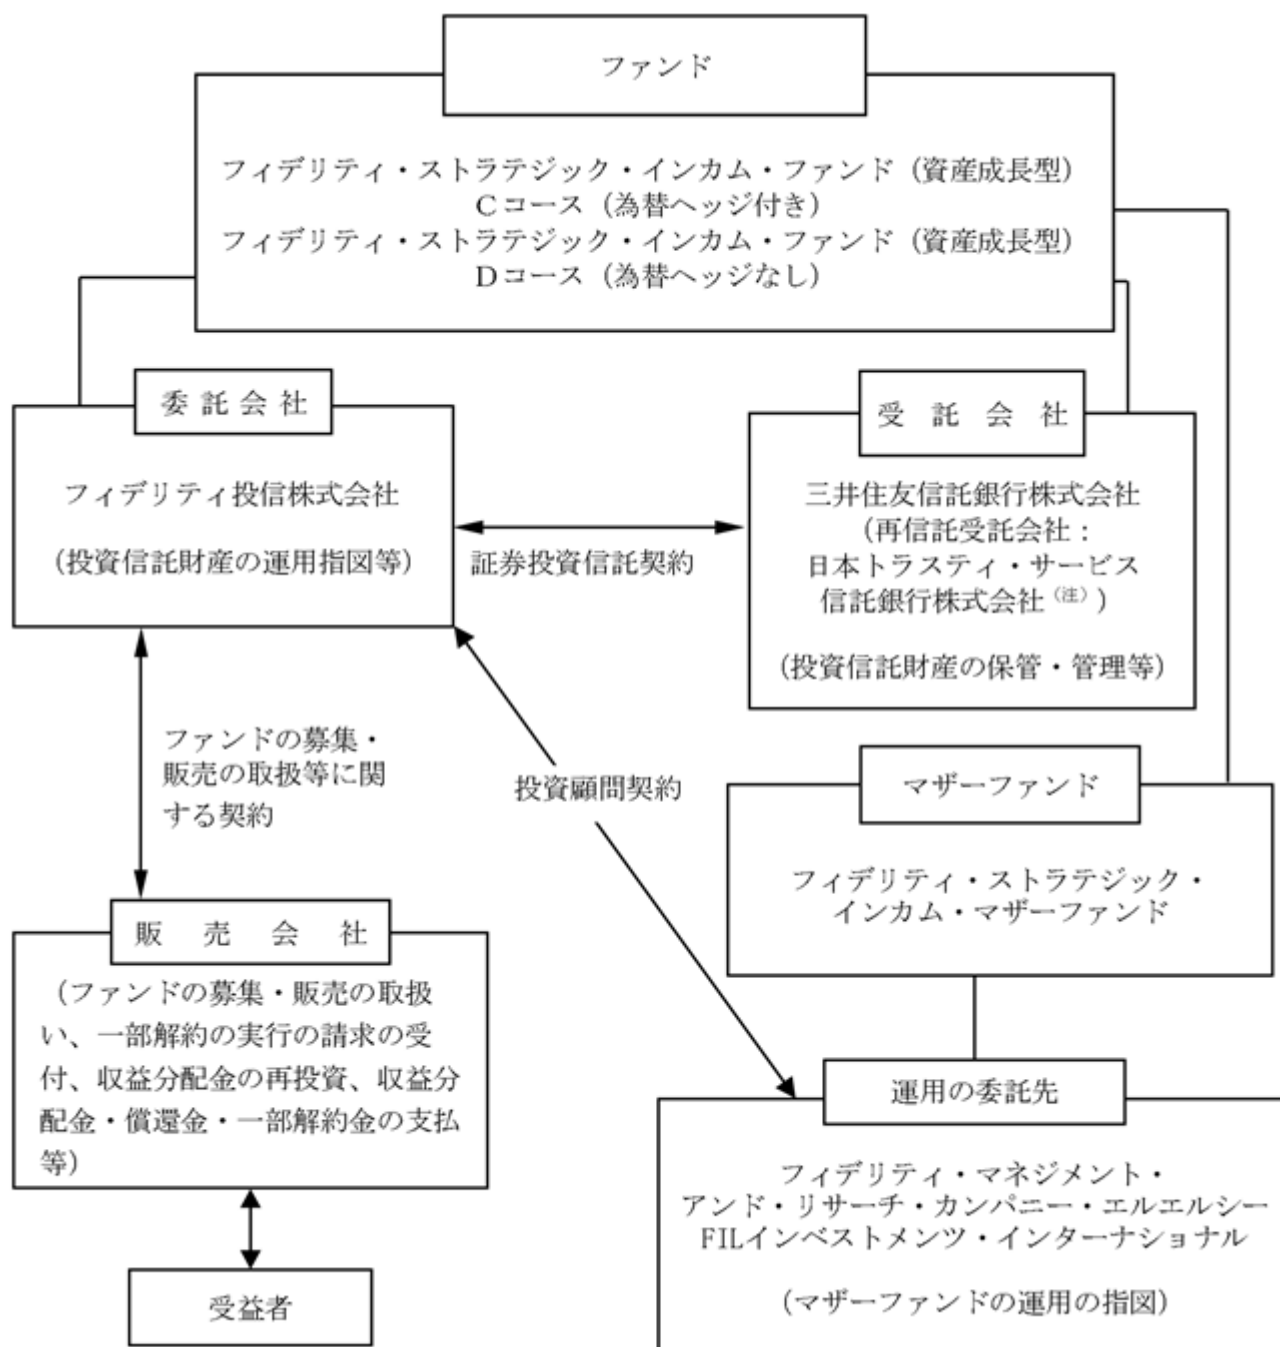 ファンド
フィデリティ・ストラテジック・インカム・ファンド（資産成長型）
Ｃコース（為替ヘッジ付き）
フィデリティ・ストラテジック・インカム・ファンド（資産成長型）
Ｄコース（為替ヘッジなし）
委託会社
フィデリティ投信株式会社
（投資信託財産の運用指図等）
証券投資信託契約
受託会社
三井住友信託銀行株式会社
（再信託受託会社：
日本トラスティ・サービス
信託銀行株式会社（注））
（投資信託財産の保管・管理等）
ファンドの募集・
販売の取扱等に関
する契約
投資顧問契約
マザーファンド
フィデリティ・ストラテジック・
インカム・マザーファンド
販売会社
（ファンドの募集・販売の取扱
い、一部解約の実行の請求の受
付、収益分配金の再投資、収益分
配金・償還金・一部解約金の支払
等）
運用の委託先
フィデリティ・マネジメント・
アンド・リサーチ・カンパニー・エルエルシー
FILインベストメンツ・インターナショナル
（マザーファンドの運用の指図）
受益者